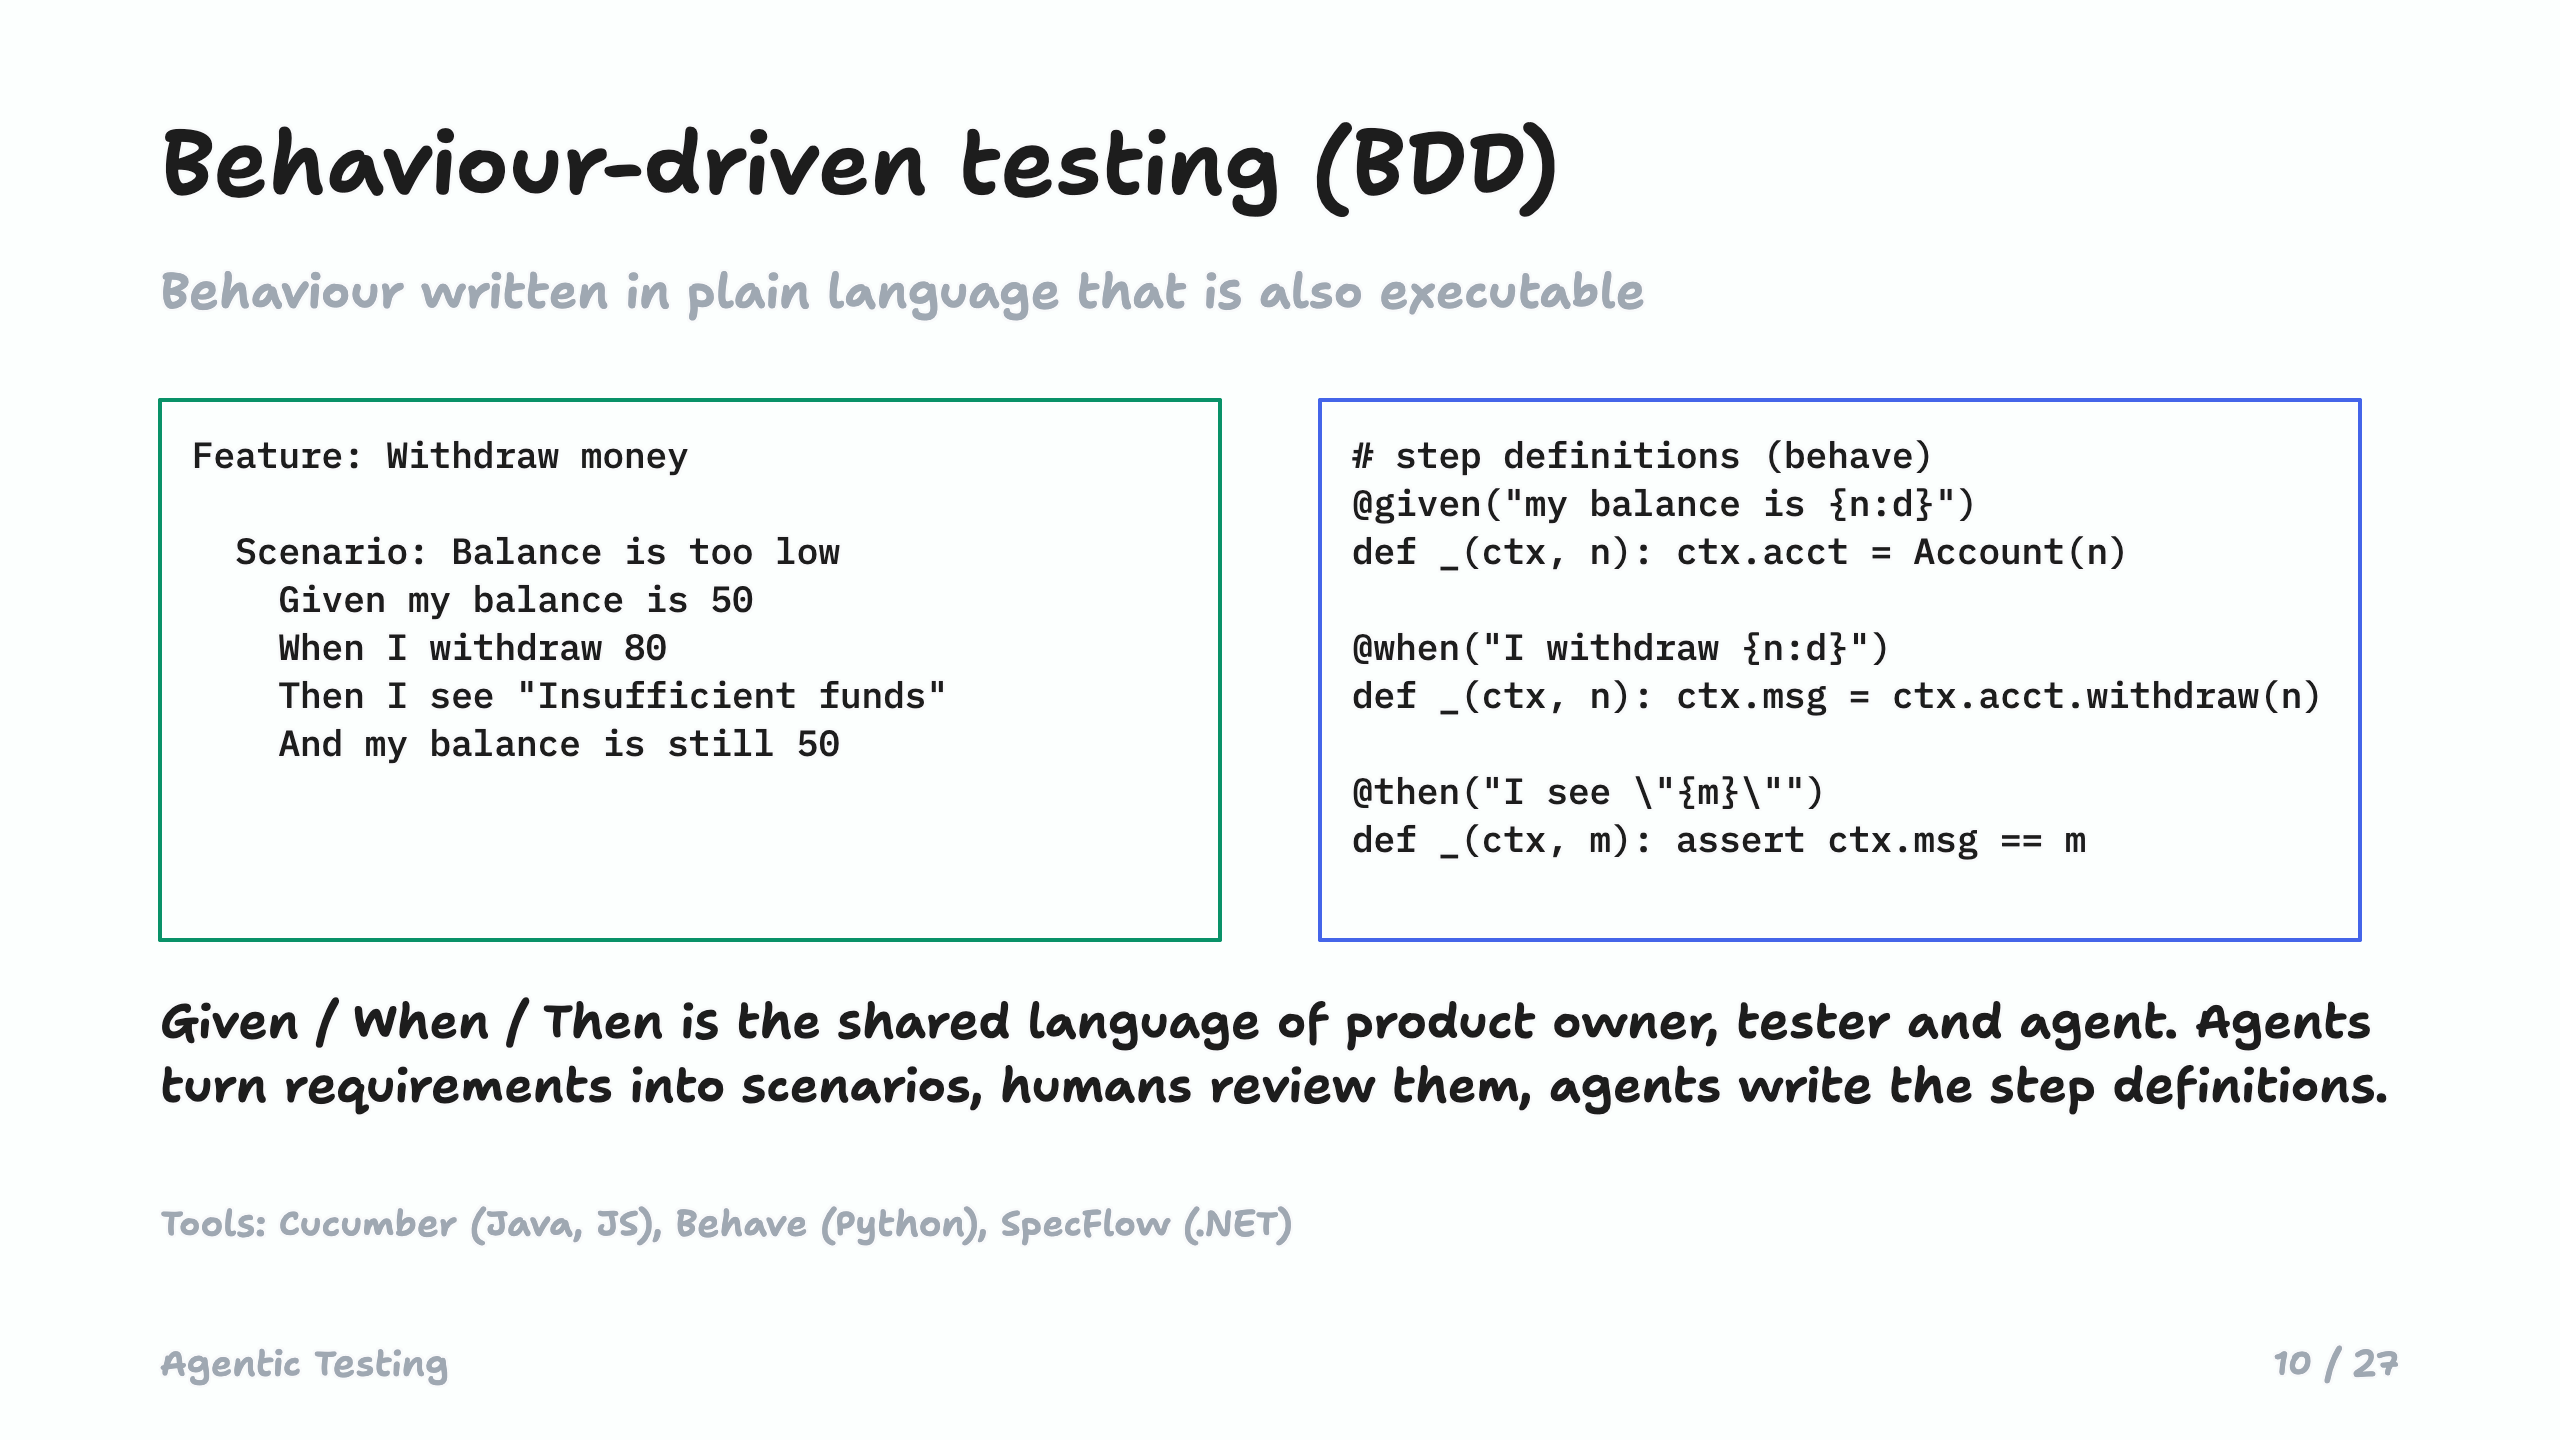 Behaviour-driven testing (BDD)
Behaviour written in plain language that is also executable
Feature: Withdraw money

  Scenario: Balance is too low
    Given my balance is 50
    When I withdraw 80
    Then I see "Insufficient funds"
    And my balance is still 50
# step definitions (behave)
@given("my balance is {n:d}")
def _(ctx, n): ctx.acct = Account(n)

@when("I withdraw {n:d}")
def _(ctx, n): ctx.msg = ctx.acct.withdraw(n)

@then("I see \"{m}\"")
def _(ctx, m): assert ctx.msg == m
Given / When / Then is the shared language of product owner, tester and agent. Agents
turn requirements into scenarios, humans review them, agents write the step definitions.
Tools: Cucumber (Java, JS), Behave (Python), SpecFlow (.NET)
Agentic Testing
10 / 27